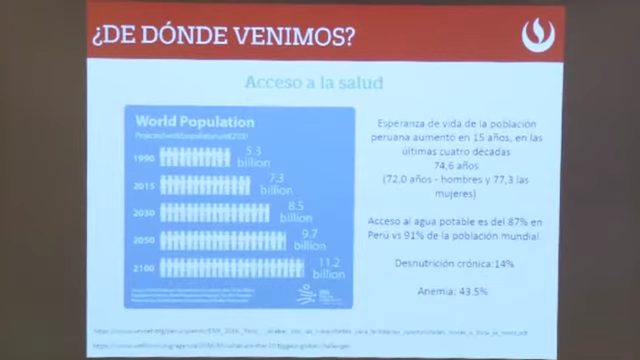 ¿DE DÓNDE VENIMOS?
Acceso a la salud
World Population
1990
5.3
billion
2015
7.3
billion
2030
8.5
billion
2050
9.7
billion
2100
11.2
billion
Esperanza de vida de la población
peruana aumentó en 15 años, en las
últimas cuatro décadas
74,6 años
(72,0 años - hombres y 77,3 las
mujeres)
Acceso al agua potable es del 87% en
Perú vs 91% de la población mundial.
Desnutrición crónica:14%
Anemia: 43.5%